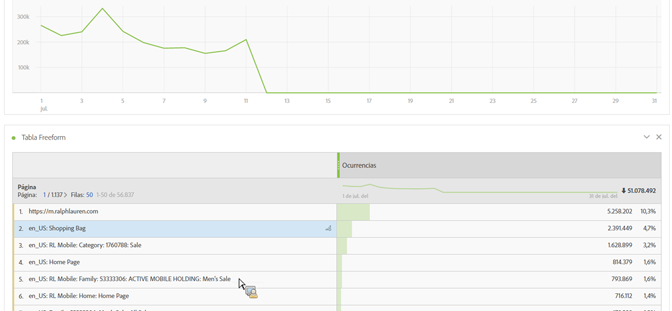 300k
200k
100k
1 3 5 7 9 11 13 15 17 19 21 23 25 27 29 31
jul.
Tabla Freeform
Ocurrencias
Página
Página: 1 / 1.137 > Filas: 50 1-50 de 56.837
1 de jul. del 31 de jul. del
51.078.492
1. https://m.ralphlauren.com 5.258.202 10,3%
2. en_US: Shopping Bag 2.391.449 4,7%
3. en_US: RL Mobile: Category: 1760788: Sale 1.628.899 3,2%
4. en_US: Home Page 814.379 1,6%
5. en_US: RL Mobile: Family: 53333306: ACTIVE MOBILE HOLDING: Men's Sale 793.869 1,6%
6. en_US: RL Mobile: Home: Home Page 716.112 1,4%